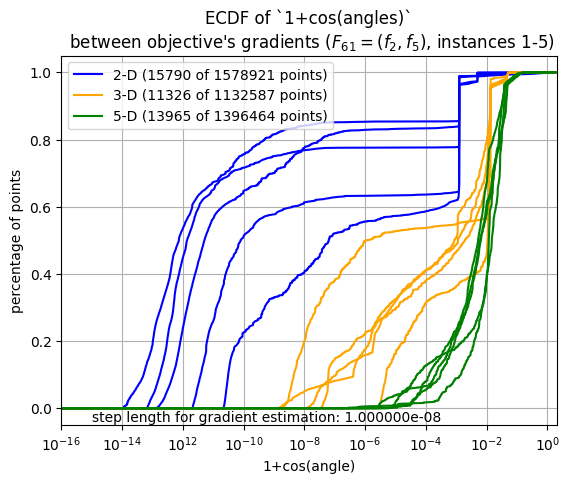 ECDF of `1+cos(angles)`
between objective's gradients (F₆₁ = (f₂, f₅), instances 1-5)
2-D (15790 of 1578921 points)
3-D (11326 of 1132587 points)
5-D (13965 of 1396464 points)
percentage of points
1.0
0.8
0.6
0.4
0.2
0.0
step length for gradient estimation: 1.000000e-08
10⁻¹⁶ 10⁻¹⁴ 10⁻¹² 10⁻¹⁰ 10⁻⁸ 10⁻⁶ 10⁻⁴ 10⁻² 10⁰
1+cos(angle)